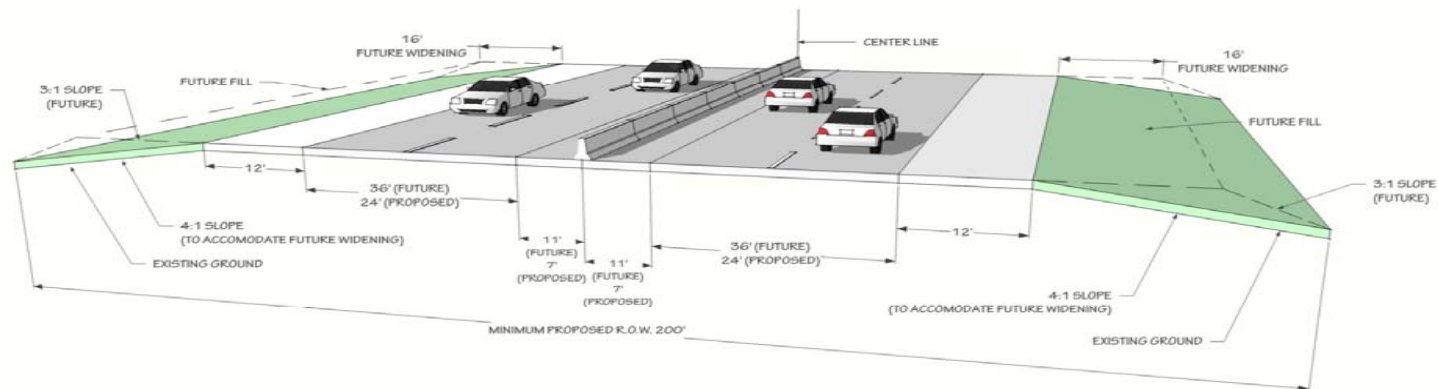 16'
FUTURE WIDENING
CENTER LINE
16'
FUTURE WIDENING
FUTURE FILL
3:1 SLOPE
(FUTURE)
FUTURE FILL
12'
36' (FUTURE)
24' (PROPOSED)
3:1 SLOPE
(FUTURE)
4:1 SLOPE
(TO ACCOMODATE FUTURE WIDENING)
EXISTING GROUND
11'
(FUTURE)
7'
(PROPOSED)
11'
(FUTURE)
7'
(PROPOSED)
36' (FUTURE)
24' (PROPOSED)
12'
4:1 SLOPE
(TO ACCOMODATE FUTURE WIDENING)
EXISTING GROUND
MINIMUM PROPOSED R.O.W. 200'